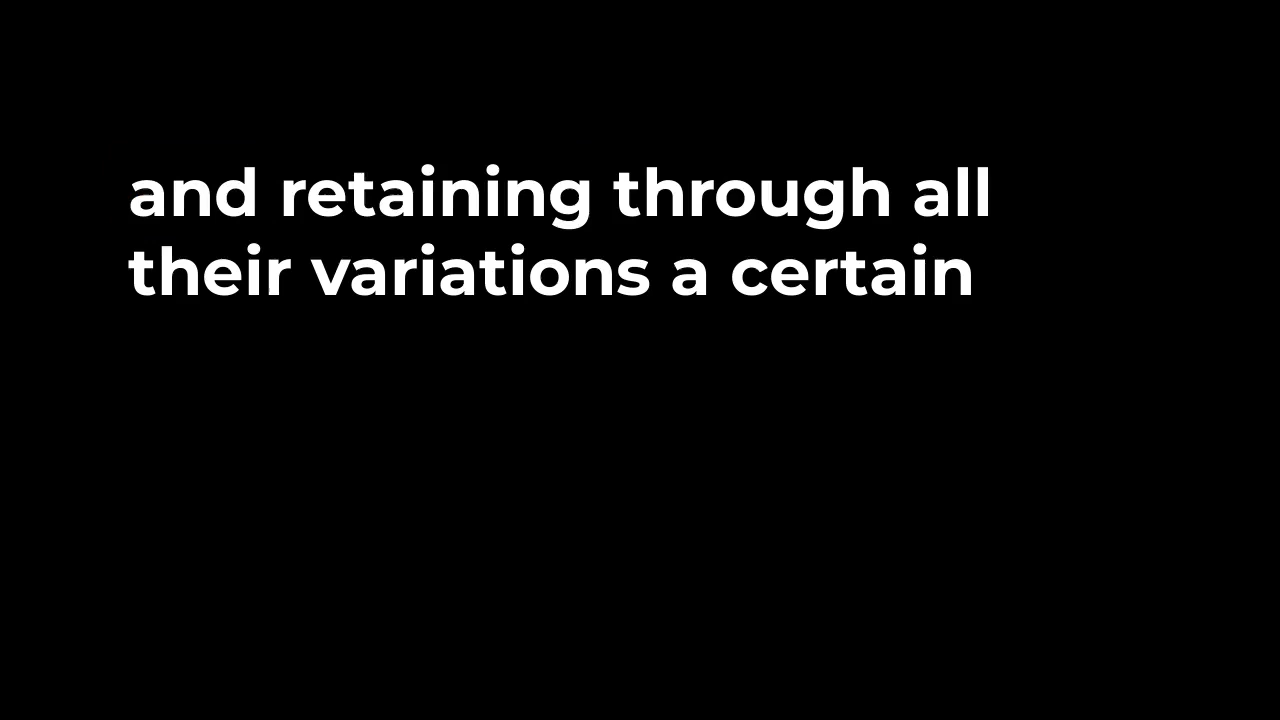 and retaining through all
their variations a certain